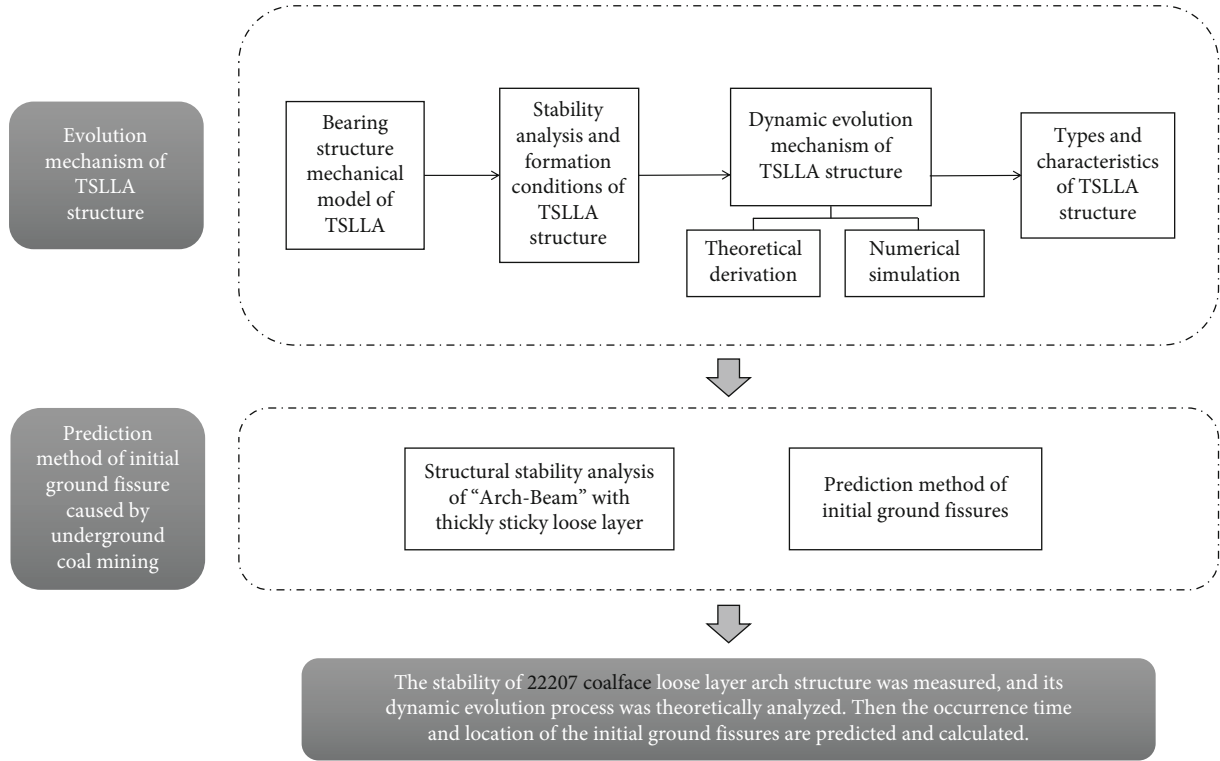 Evolution
mechanism of
TSLLA
structure
Bearing
structure
mechanical
model of
TSLLA
Stability
analysis and
formation
conditions of
TSLLA
structure
Dynamic evolution
mechanism of
TSLLA structure
Theoretical
derivation
Numerical
simulation
Types and
characteristics
of TSLLA
structure
Prediction
method of initial
ground fissure
caused by
underground
coal mining
Structural stability analysis
of “Arch-Beam” with
thickly sticky loose layer
Prediction method of
initial ground fissures
The stability of 22207 coalface loose layer arch structure was measured, and its
dynamic evolution process was theoretically analyzed. Then the occurrence time
and location of the initial ground fissures are predicted and calculated.